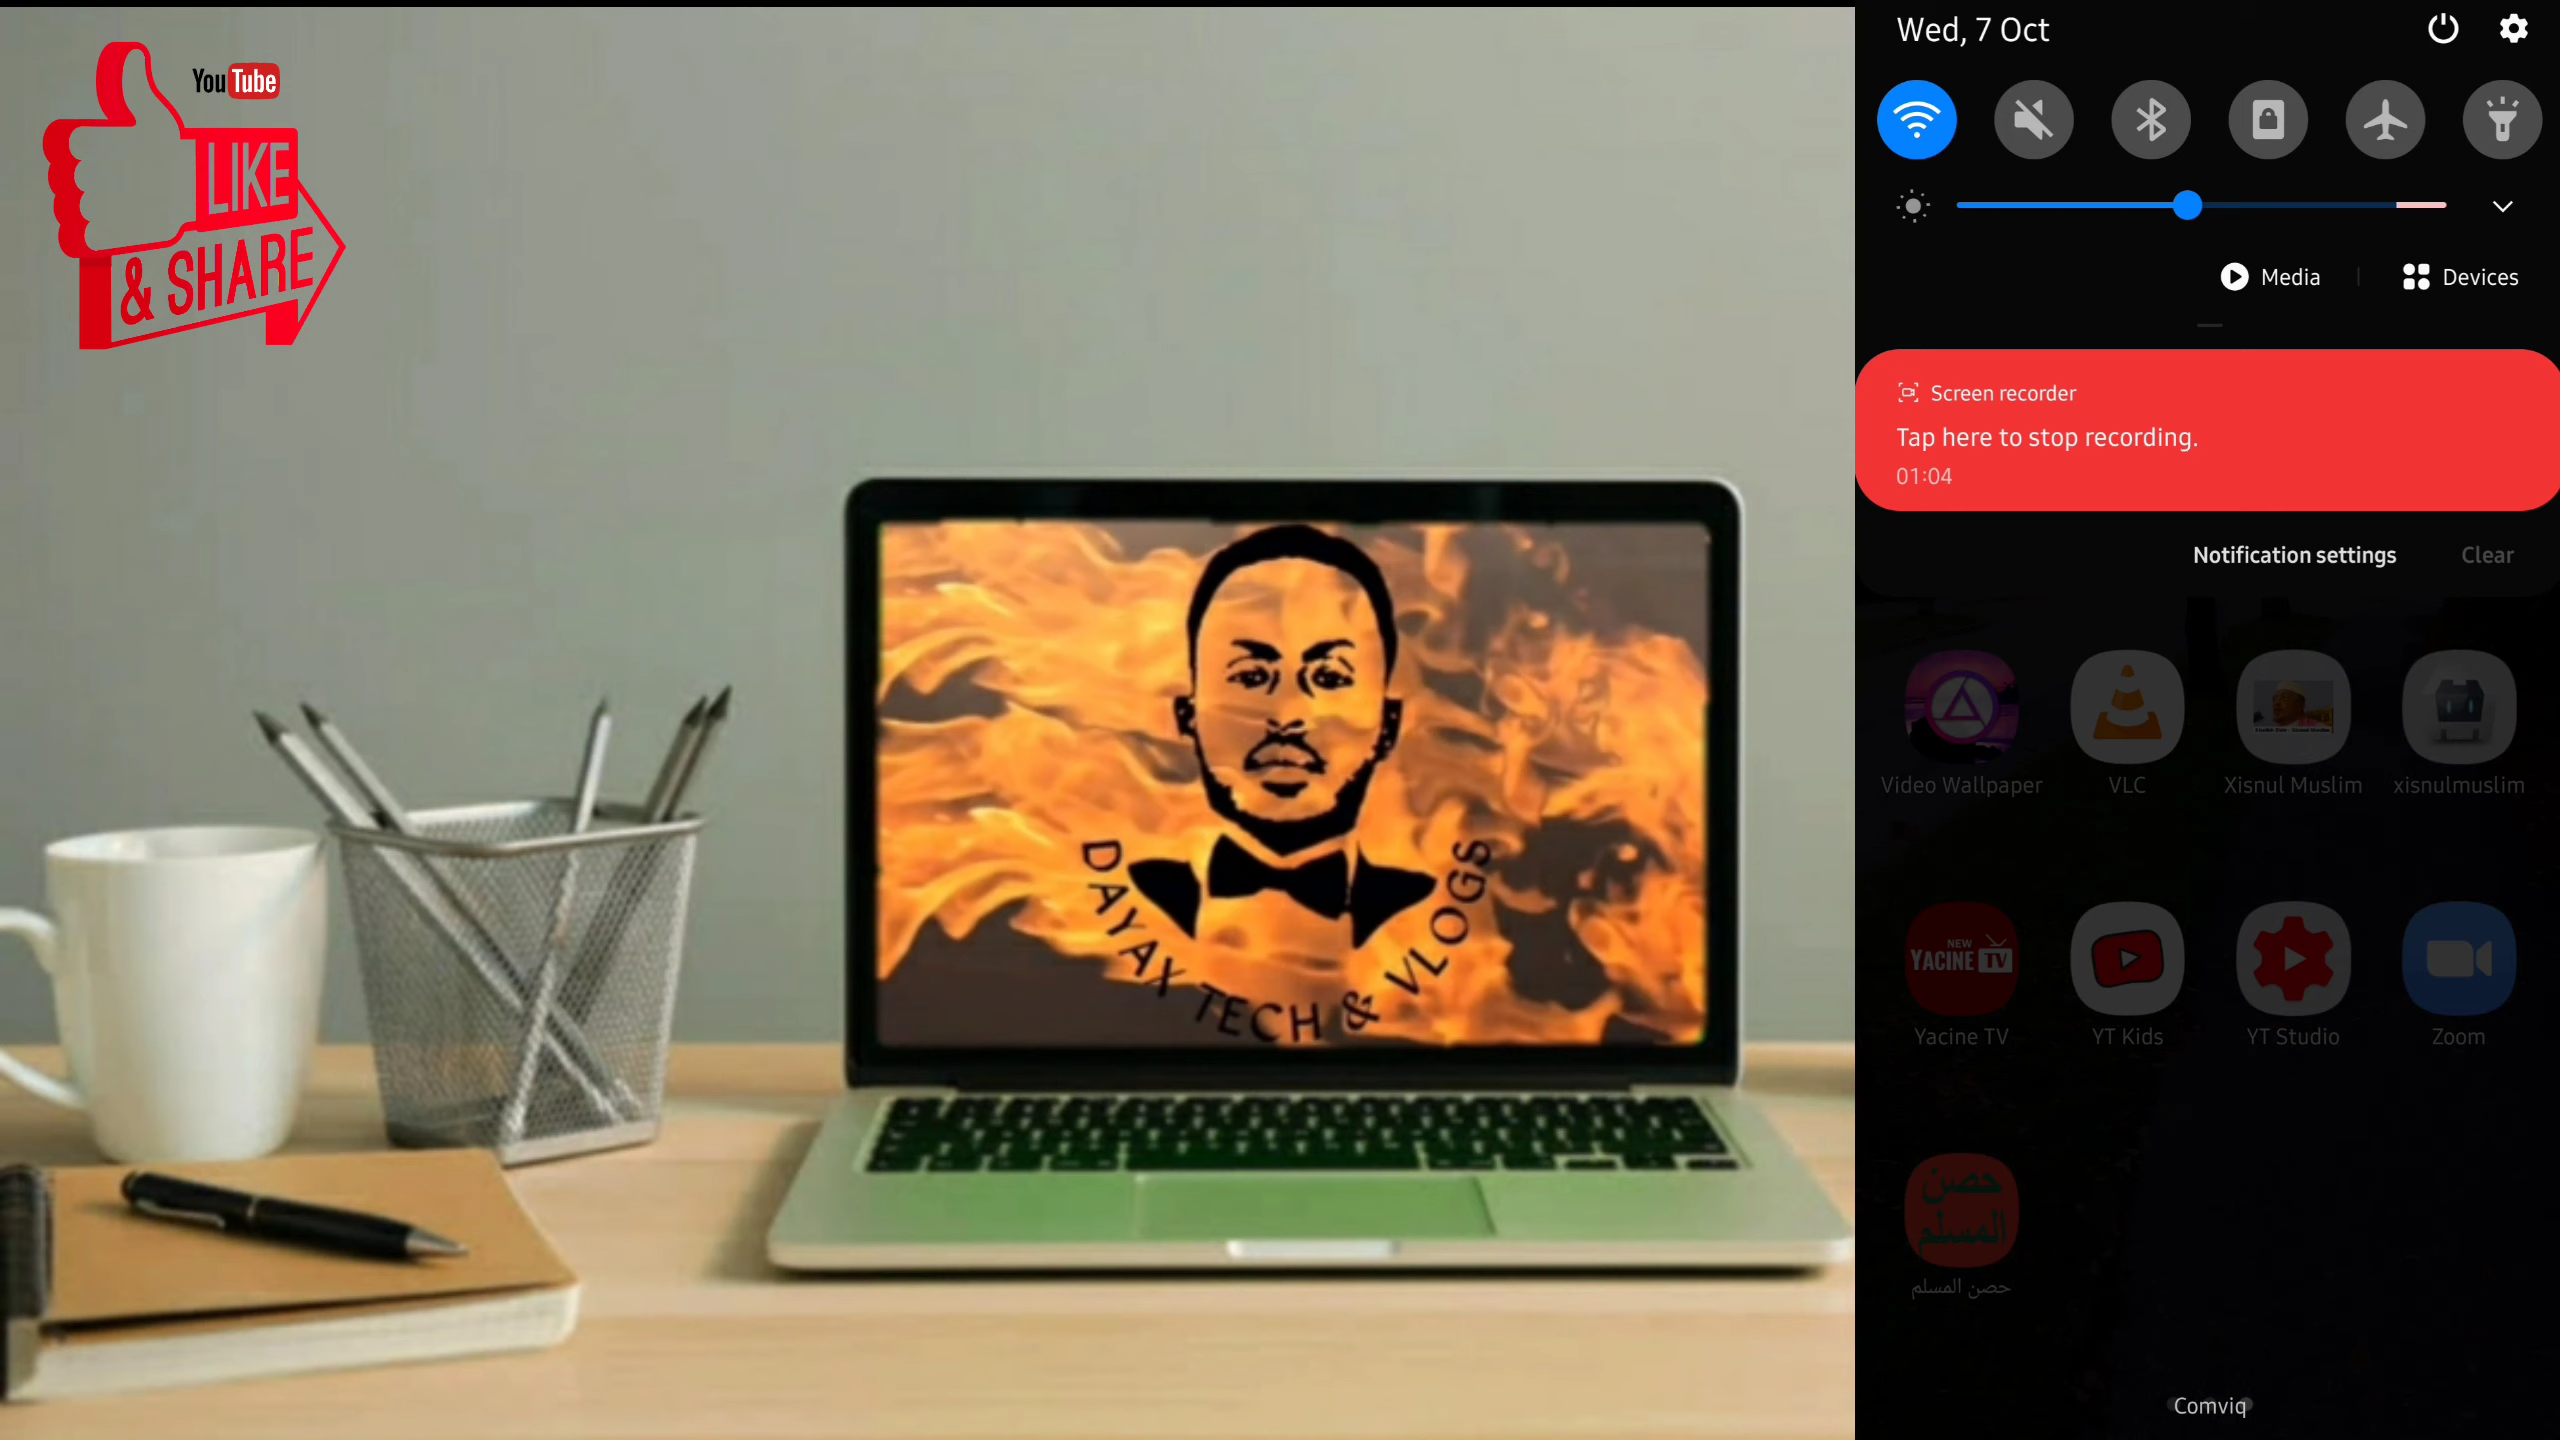 YouTube
LIKE
& SHARE
DAYAX TECH & VLOGS
Wed, 7 Oct
Media
Devices
Screen recorder
Tap here to stop recording.
01:04
Notification settings
Clear
Video Wallpaper
VLC
Xisnul Muslim
xisnulmuslim
NEW
YACINE TV
Yacine TV
YT Kids
YT Studio
Zoom
حصن
المسلم
حصن المسلم
Comviq